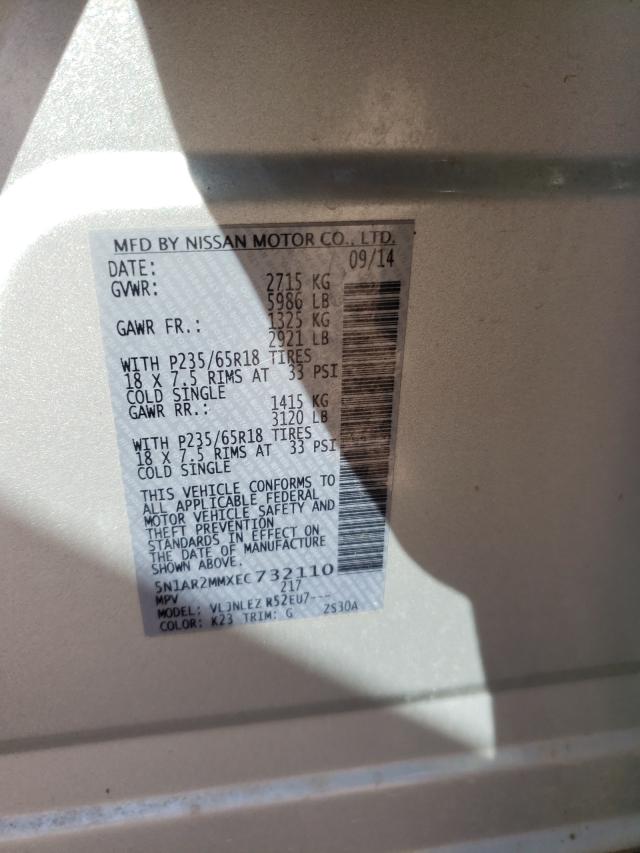 MFD BY NISSAN MOTOR CO., LTD.
DATE: 09/14
GVWR: 2715 KG
5986 LB
GAWR FR.: 1325 KG
2921 LB
WITH P235/65R18 TIRES
18 X 7.5 RIMS AT 33 PSI
COLD SINGLE
GAWR RR.: 1415 KG
3120 LB
WITH P235/65R18 TIRES
18 X 7.5 RIMS AT 33 PSI
COLD SINGLE
THIS VEHICLE CONFORMS TO
ALL APPLICABLE FEDERAL
MOTOR VEHICLE SAFETY AND
THEFT PREVENTION
STANDARDS IN EFFECT ON
THE DATE OF MANUFACTURE
SHOWN ABOVE.
5N1AR2MMXEC732110
MPV 217
MODEL: VLJNLEZ R52EU7---
COLOR: K23 TRIM: G ZS30A